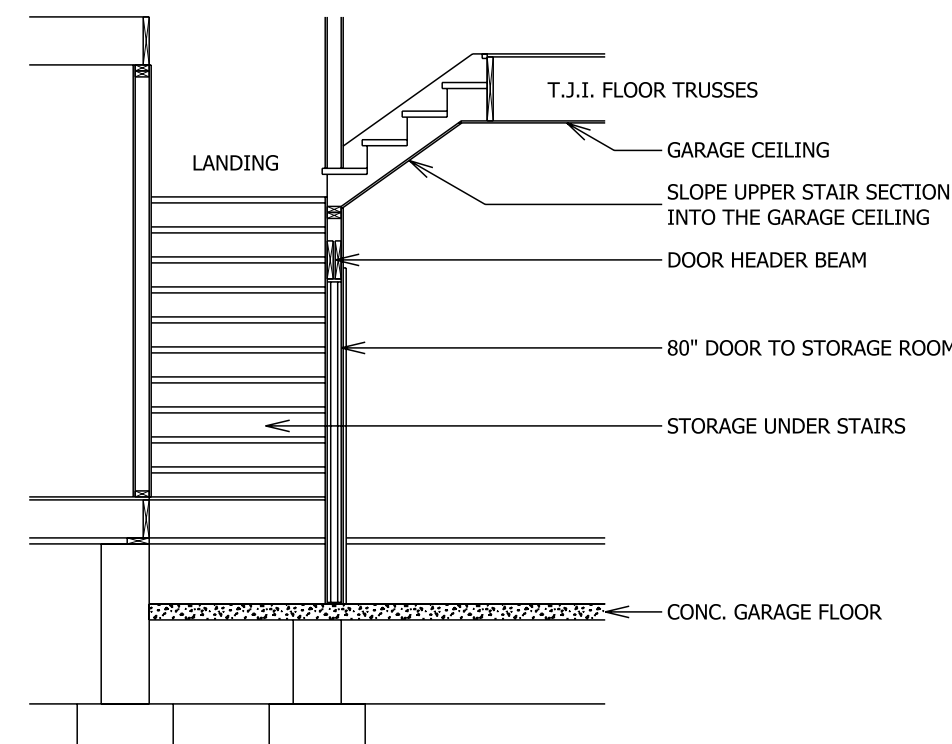 T.J.I. FLOOR TRUSSES
GARAGE CEILING
LANDING
SLOPE UPPER STAIR SECTION
INTO THE GARAGE CEILING
DOOR HEADER BEAM
80" DOOR TO STORAGE ROOM
STORAGE UNDER STAIRS
CONC. GARAGE FLOOR